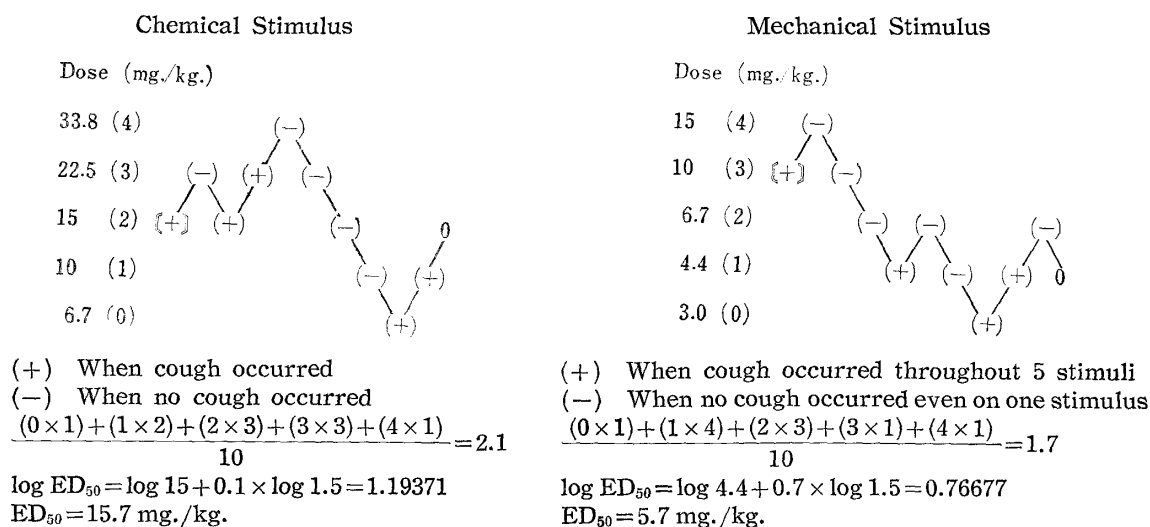 Chemical Stimulus
Dose (mg./kg.)
33.8 (4) (−)
22.5 (3) (−) (+) (−)
15 (2) [(+)] (+) (−) 0
10 (1) (−) (+)
6.7 (0) (+)
(+) When cough occurred
(−) When no cough occurred
(0×1)+(1×2)+(2×3)+(3×3)+(4×1)
10
=2.1
log ED50=log 15+0.1×log 1.5=1.19371
ED50=15.7 mg./kg.
Mechanical Stimulus
Dose (mg./kg.)
15 (4) (−)
10 (3) [(+)] (−)
6.7 (2) (−) (−) (−)
4.4 (1) (+) (−) (+) 0
3.0 (0) (+)
(+) When cough occurred throughout 5 stimuli
(−) When no cough occurred even on one stimulus
(0×1)+(1×4)+(2×3)+(3×1)+(4×1)
10
=1.7
log ED50=log 4.4+0.7×log 1.5=0.76677
ED50=5.7 mg./kg.